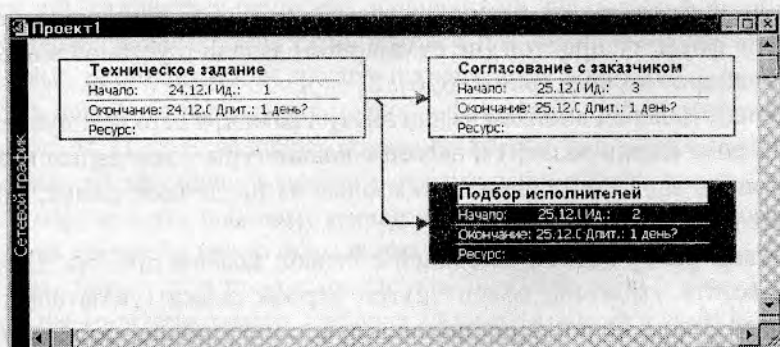 Проект1
Сетевой график
Техническое задание
Начало: 24.12.( Ид.: 1
Окончание: 24.12.( Длит.: 1 день?
Ресурс:
Согласование с заказчиком
Начало: 25.12.( Ид.: 3
Окончание: 25.12.( Длит.: 1 день?
Ресурс:
Подбор исполнителей
Начало: 25.12.( Ид.: 2
Окончание: 25.12.( Длит.: 1 день?
Ресурс: